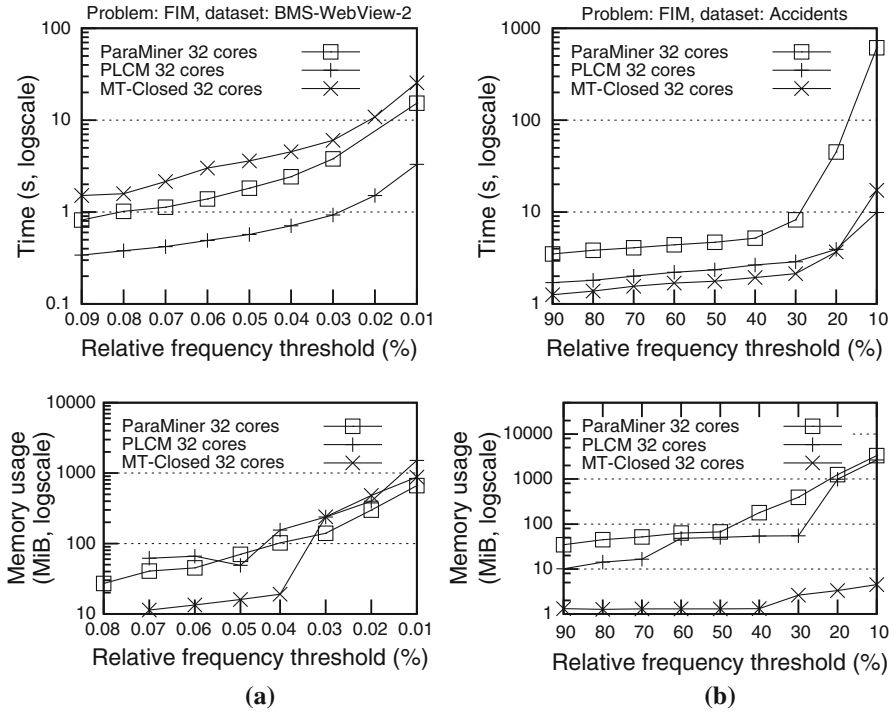 Problem: FIM, dataset: BMS-WebView-2
100
10
1
0.1
Time (s, logscale)
ParaMiner 32 cores
PLCM 32 cores
MT-Closed 32 cores
0.09 0.08 0.07 0.06 0.05 0.04 0.03 0.02 0.01
Relative frequency threshold (%)
Problem: FIM, dataset: Accidents
1000
100
10
1
Time (s, logscale)
ParaMiner 32 cores
PLCM 32 cores
MT-Closed 32 cores
90 80 70 60 50 40 30 20 10
Relative frequency threshold (%)
10000
1000
100
10
Memory usage
(MiB, logscale)
ParaMiner 32 cores
PLCM 32 cores
MT-Closed 32 cores
0.08 0.07 0.06 0.05 0.04 0.03 0.02 0.01
Relative frequency threshold (%)
(a)
10000
1000
100
10
1
Memory usage
(MiB, logscale)
ParaMiner 32 cores
PLCM 32 cores
MT-Closed 32 cores
90 80 70 60 50 40 30 20 10
Relative frequency threshold (%)
(b)